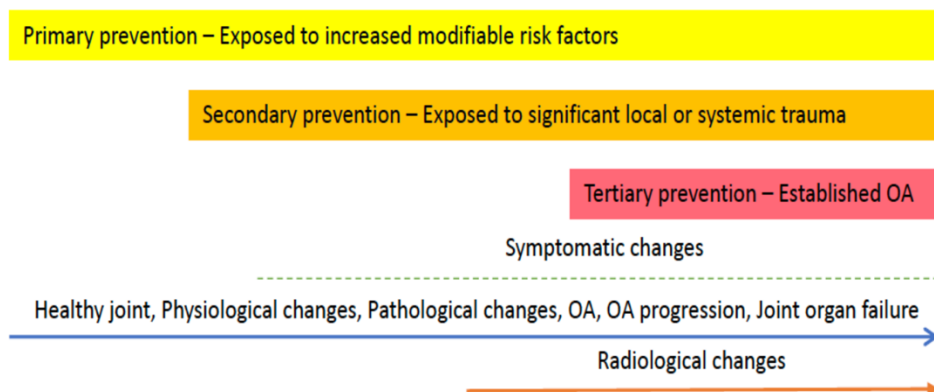 Primary prevention – Exposed to increased modifiable risk factors
Secondary prevention – Exposed to significant local or systemic trauma
Tertiary prevention – Established OA
Symptomatic changes
Healthy joint, Physiological changes, Pathological changes, OA, OA progression, Joint organ failure
Radiological changes